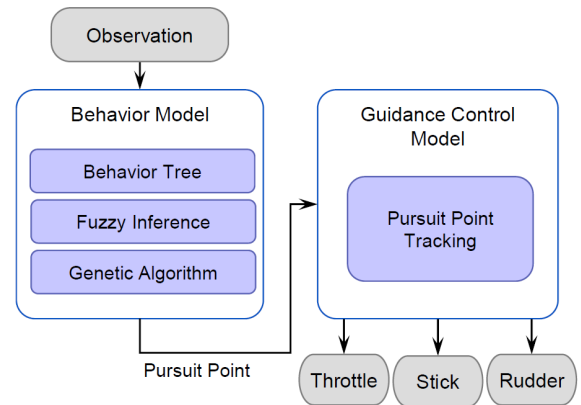 Observation
Behavior Model
Behavior Tree
Fuzzy Inference
Genetic Algorithm
Pursuit Point
Guidance Control
Model
Pursuit Point
Tracking
Throttle
Stick
Rudder